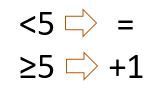 <5 ⇨ =
≥5 ⇨ +1